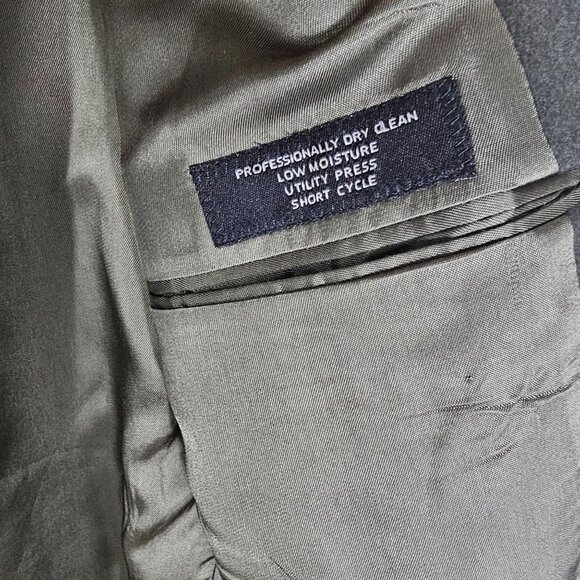 PROFESSIONALLY DRY CLEAN
LOW MOISTURE
UTILITY PRESS
SHORT CYCLE